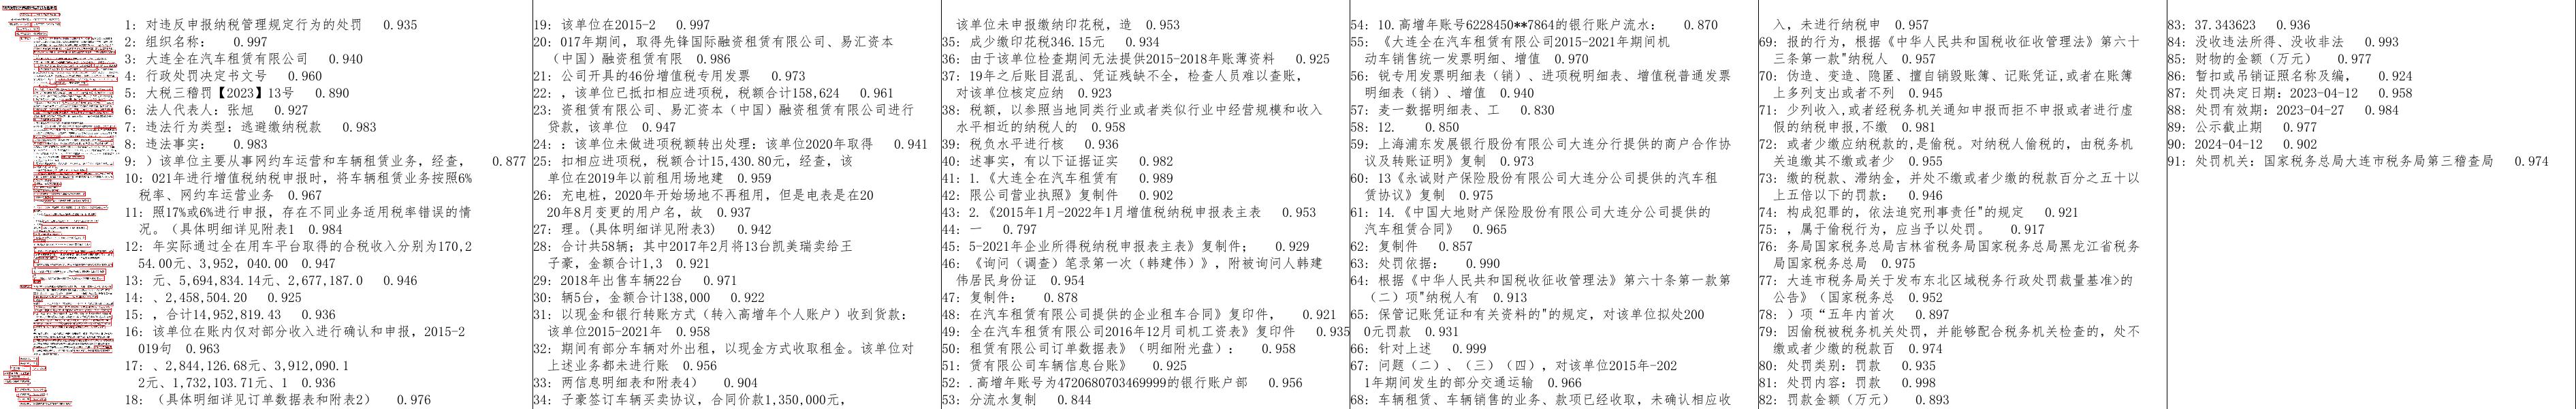 1: 对违反申报纳税管理规定行为的处罚 0.935
2: 组织名称: 0.997
3: 大连全在汽车租赁有限公司 0.940
4: 行政处罚决定书文号 0.960
5: 大税三稽罚【2023】13号 0.890
6: 法人代表人：张旭 0.927
7: 违法行为类型：逃避缴纳税款 0.983
8: 违法事实： 0.983
9: ）该单位主要从事网约车运营和车辆租赁业务，经查， 0.877
10: 021年进行增值税纳税申报时，将车辆租赁业务按照6%
税率、网约车运营业务 0.967
11: 照17%或6%进行申报，存在不同业务适用税率错误的情
况。（具体明细详见附表1 0.984
12: 年实际通过全在用车平台取得的合税收入分别为170,2
54.00元、3,952，040.00 0.947
13: 元、5,694,834.14元、2,677,187.0 0.946
14: 、2,458,504.20 0.925
15: ，合计14,952,819.43 0.936
16: 该单位在账内仅对部分收入进行确认和申报，2015-2
019句 0.963
17: 、2,844,126.68元、3,912,090.1
2元、1,732,103.71元、1 0.936
18: （具体明细详见订单数据表和附表2） 0.976
19: 该单位在2015-2 0.997
20: 017年期间，取得先锋国际融资租赁有限公司、易汇资本
（中国）融资租赁有限 0.986
21: 公司开具的46份增值税专用发票 0.973
22: ，该单位已抵扣相应进项税，税额合计158,624 0.961
23: 资租赁有限公司、易汇资本（中国）融资租赁有限公司进行
贷款，该单位 0.947
24: ：该单位未做进项税额转出处理：该单位2020年取得 0.941
25: 扣相应进项税，税额合计15,430.80元，经查，该
单位在2019年以前租用场地建 0.959
26: 充电桩，2020年开始场地不再租用，但是电表是在20
20年8月变更的用户名，故 0.937
27: 理。(具体明细详见附表3） 0.942
28: 合计共58辆；其中2017年2月将13台凯美瑞卖给王
子豪，金额合计1,3 0.921
29: 2018年出售车辆22台 0.971
30: 辆5台，金额合计138,000 0.922
31: 以现金和银行转账方式（转入高增年个人账户）收到货款：
该单位2015-2021年 0.958
32: 期间有部分车辆对外出租，以现金方式收取租金。该单位对
上述业务都未进行账 0.956
33: 两信息明细表和附表4） 0.904
34: 子豪签订车辆买卖协议，合同价款1,350,000元，
该单位未申报缴纳印花税，造 0.953
35: 成少缴印花税346.15元 0.934
36: 由于该单位检查期间无法提供2015-2018年账薄资料 0.925
37: 19年之后账目混乱、凭证残缺不全，检查人员难以查账，
对该单位核定应纳 0.923
38: 税额，以参照当地同类行业或者类似行业中经营规模和收入
水平相近的纳税人的 0.958
39: 税负水平进行核 0.936
40: 述事实，有以下证据证实 0.982
41: 1.《大连全在汽车租赁有 0.989
42: 限公司营业执照》复制件 0.902
43: 2.《2015年1月-2022年1月增值税纳税申报表主表 0.953
44: 一 0.797
45: 5-2021年企业所得税纳税申报表主表》复制件； 0.929
46: 《询问（调查）笔录第一次（韩建伟）》，附被询问人韩建
伟居民身份证 0.954
47: 复制件： 0.878
48: 在汽车租赁有限公司提供的企业租车合同》复印件， 0.921
49: 全在汽车租赁有限公司2016年12月司机工资表》复印件 0.935
50: 租赁有限公司订单数据表》（明细附光盘）： 0.958
51: 赁有限公司车辆信息台账》 0.925
52: .高增年账号为4720680703469999的银行账户部 0.956
53: 分流水复制 0.844
54: 10.高增年账号6228450**7864的银行账户流水； 0.870
55: 《大连全在汽车租赁有限公司2015-2021年期间机
动车销售统一发票明细、增值 0.970
56: 锐专用发票明细表（销）、进项税明细表、增值税普通发票
明细表（销）、增值 0.940
57: 麦一数据明细表、工 0.830
58: 12. 0.850
59: 上海浦东发展银行股份有限公司大连分行提供的商户合作协
议及转账证明》复制 0.973
60: 13《永诚财产保险股份有限公司大连分公司提供的汽车租
赁协议》复制 0.975
61: 14.《中国大地财产保险股份有限公司大连分公司提供的
汽车租赁合同》 0.965
62: 复制件 0.857
63: 处罚依据： 0.990
64: 根据《中华人民共和国税收征收管理法》第六十条第一款第
（二）项"纳税人有 0.913
65: 保管记账凭证和有关资料的"的规定，对该单位拟处200
0元罚款 0.931
66: 针对上述 0.999
67: 问题（二）、（三）（四），对该单位2015年-202
1年期间发生的部分交通运输 0.966
68: 车辆租赁、车辆销售的业务、款项已经收取，未确认相应收
入，未进行纳税申 0.957
69: 报的行为，根据《中华人民共和国税收征收管理法》第六十
三条第一款"纳税人 0.957
70: 伪造、变造、隐匿、擅自销毁账簿、记账凭证,或者在账簿
上多列支出或者不列 0.945
71: 少列收入,或者经税务机关通知申报而拒不申报或者进行虚
假的纳税申报,不缴 0.981
72: 或者少缴应纳税款的,是偷税。对纳税人偷税的，由税务机
关追缴其不缴或者少 0.955
73: 缴的税款、滞纳金，并处不缴或者少缴的税款百分之五十以
上五倍以下的罚款： 0.946
74: 构成犯罪的，依法追究刑事责任"的规定 0.921
75: ，属于偷税行为，应当予以处罚。 0.917
76: 务局国家税务总局吉林省税务局国家税务总局黑龙江省税务
局国家税务总局 0.975
77: 大连市税务局关于发布东北区域税务行政处罚裁量基准>的
公告》（国家税务总 0.952
78: ）项“五年内首次 0.897
79: 因偷税被税务机关处罚，并能够配合税务机关检查的，处不
缴或者少缴的税款百 0.974
80: 处罚类别：罚款 0.935
81: 处罚内容：罚款 0.998
82: 罚款金额（万元） 0.893
83: 37.343623 0.936
84: 没收违法所得、没收非法 0.993
85: 财物的金额（万元） 0.977
86: 暂扣或吊销证照名称及编， 0.924
87: 处罚决定日期：2023-04-12 0.958
88: 处罚有效期：2023-04-27 0.984
89: 公示截止期 0.977
90: 2024-04-12 0.902
91: 处罚机关：国家税务总局大连市税务局第三稽查局 0.974